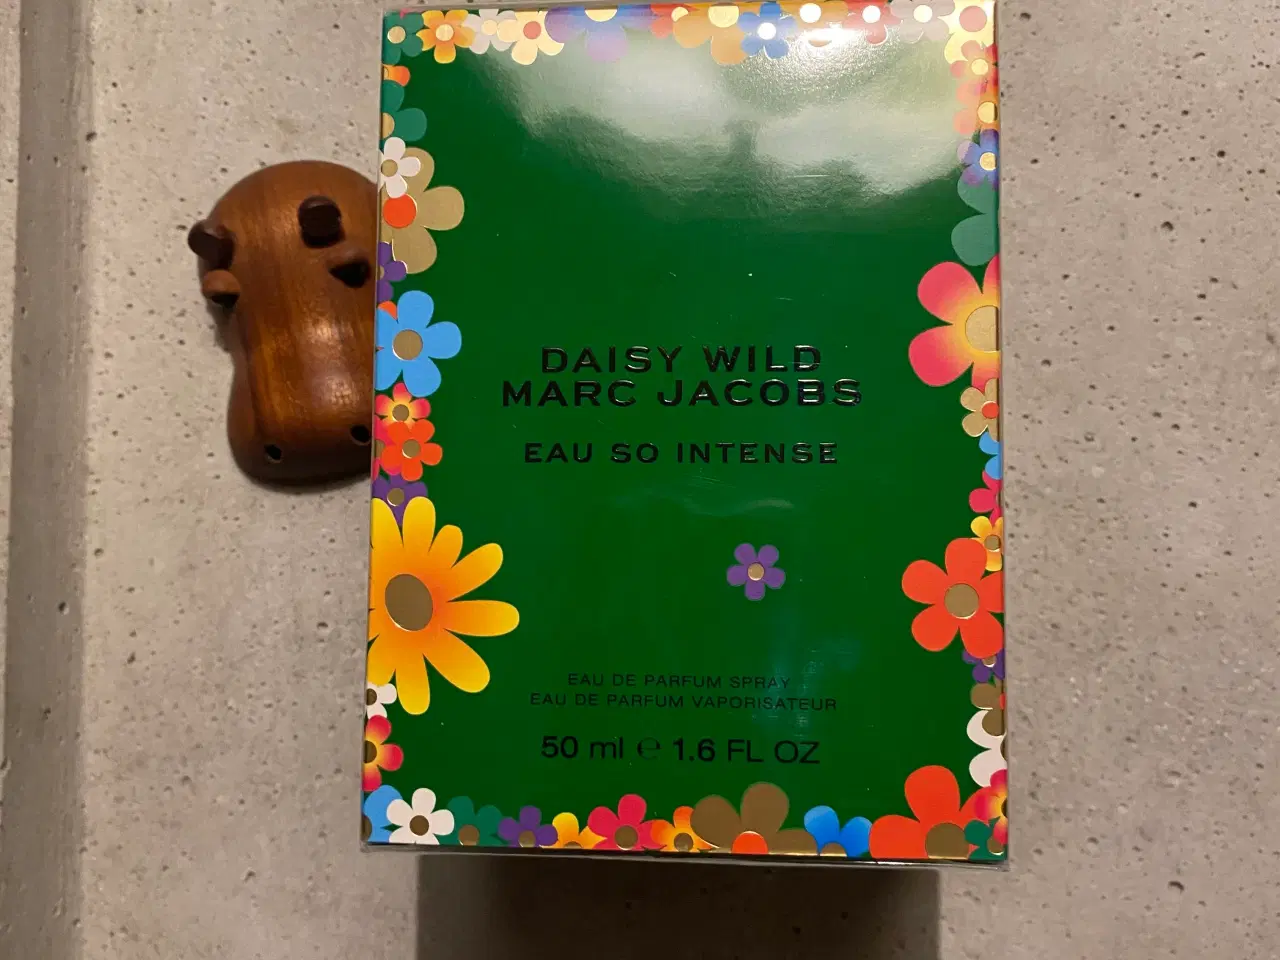 DAISY WILD
MARC JACOBS
EAU SO INTENSE
EAU DE PARFUM SPRAY
EAU DE PARFUM VAPORISATEUR
50 ml ℮ 1.6 FL OZ